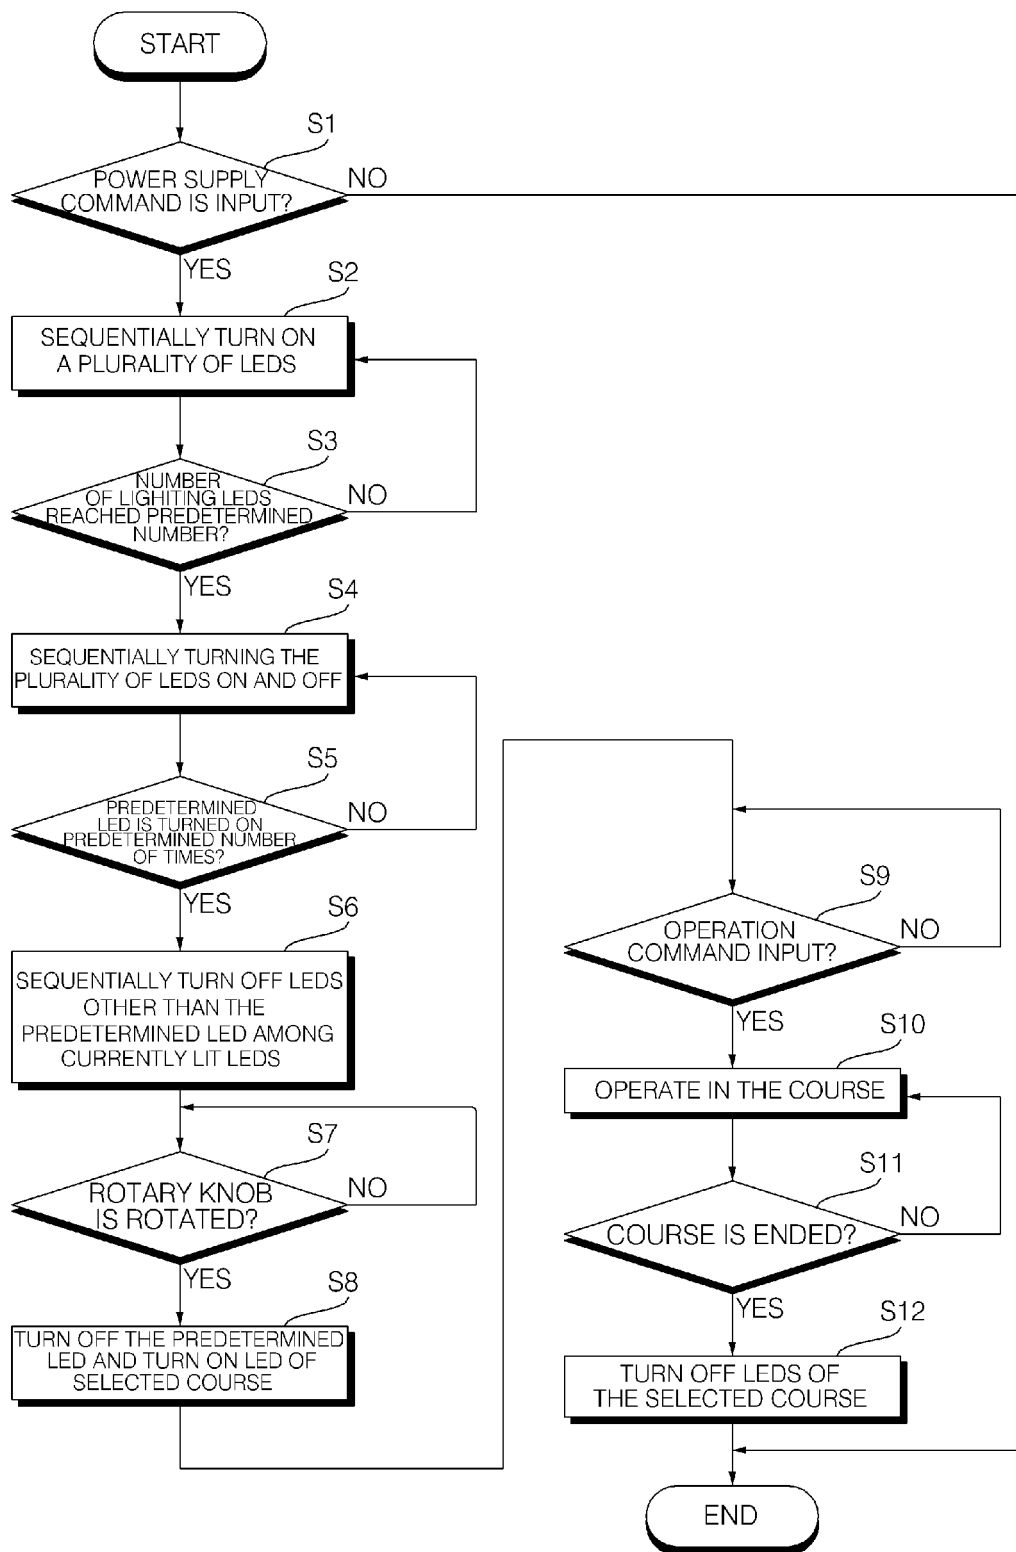 START
S1
POWER SUPPLY
COMMAND IS INPUT?
NO
YES
S2
SEQUENTIALLY TURN ON
A PLURALITY OF LEDS
S3
NUMBER
OF LIGHITING LEDS
REACHED PREDETERMINED
NUMBER?
NO
YES
S4
SEQUENTIALLY TURNING THE
PLURALITY OF LEDS ON AND OFF
S5
PREDETERMINED
LED IS TURNED ON
PREDETERMINED NUMBER
OF TIMES?
NO
YES
S6
SEQUENTIALLY TURN OFF LEDS
OTHER THAN THE
PREDETERMINED LED AMONG
CURRENTLY LIT LEDS
S7
ROTARY KNOB
IS ROTATED?
NO
YES
S8
TURN OFF THE PREDETERMINED
LED AND TURN ON LED OF
SELECTED COURSE
S9
OPERATION
COMMAND INPUT?
NO
YES
S10
OPERATE IN THE COURSE
S11
COURSE IS ENDED?
NO
YES
S12
TURN OFF LEDS OF
THE SELECTED COURSE
END